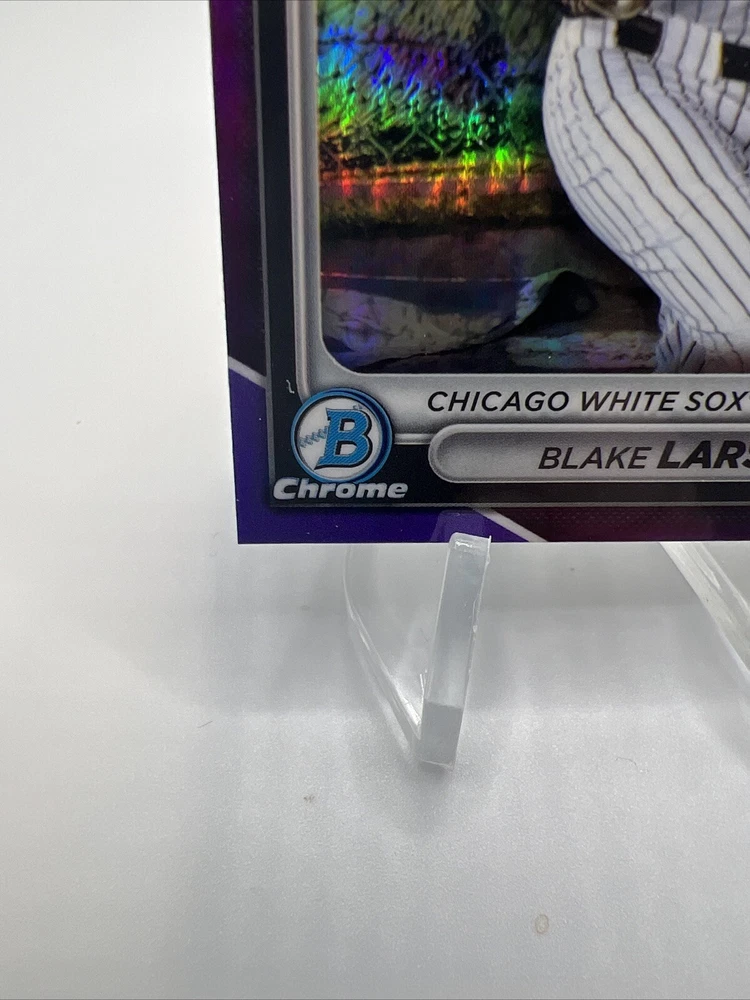 CHICAGO WHITE SOX
BLAKE LARS
B
Chrome